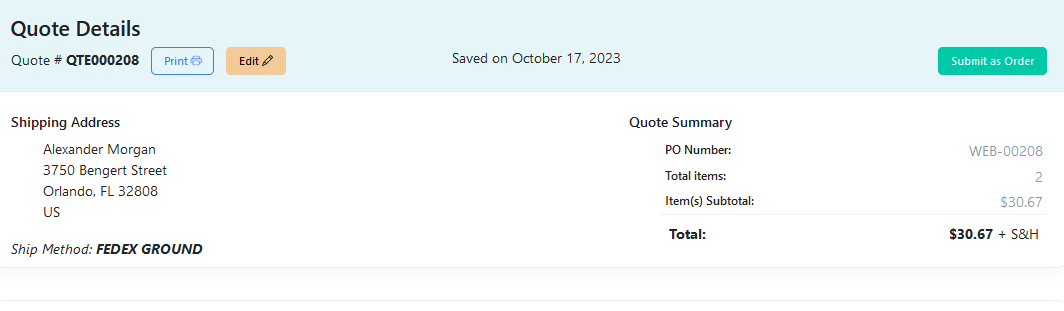 Quote Details
Quote # QTE000208 Print Edit Saved on October 17, 2023 Submit as Order
Shipping Address
Alexander Morgan
3750 Bengert Street
Orlando, FL 32808
US
Ship Method: FEDEX GROUND
Quote Summary
PO Number: WEB-00208
Total items: 2
Item(s) Subtotal: $30.67
Total: $30.67 + S&H